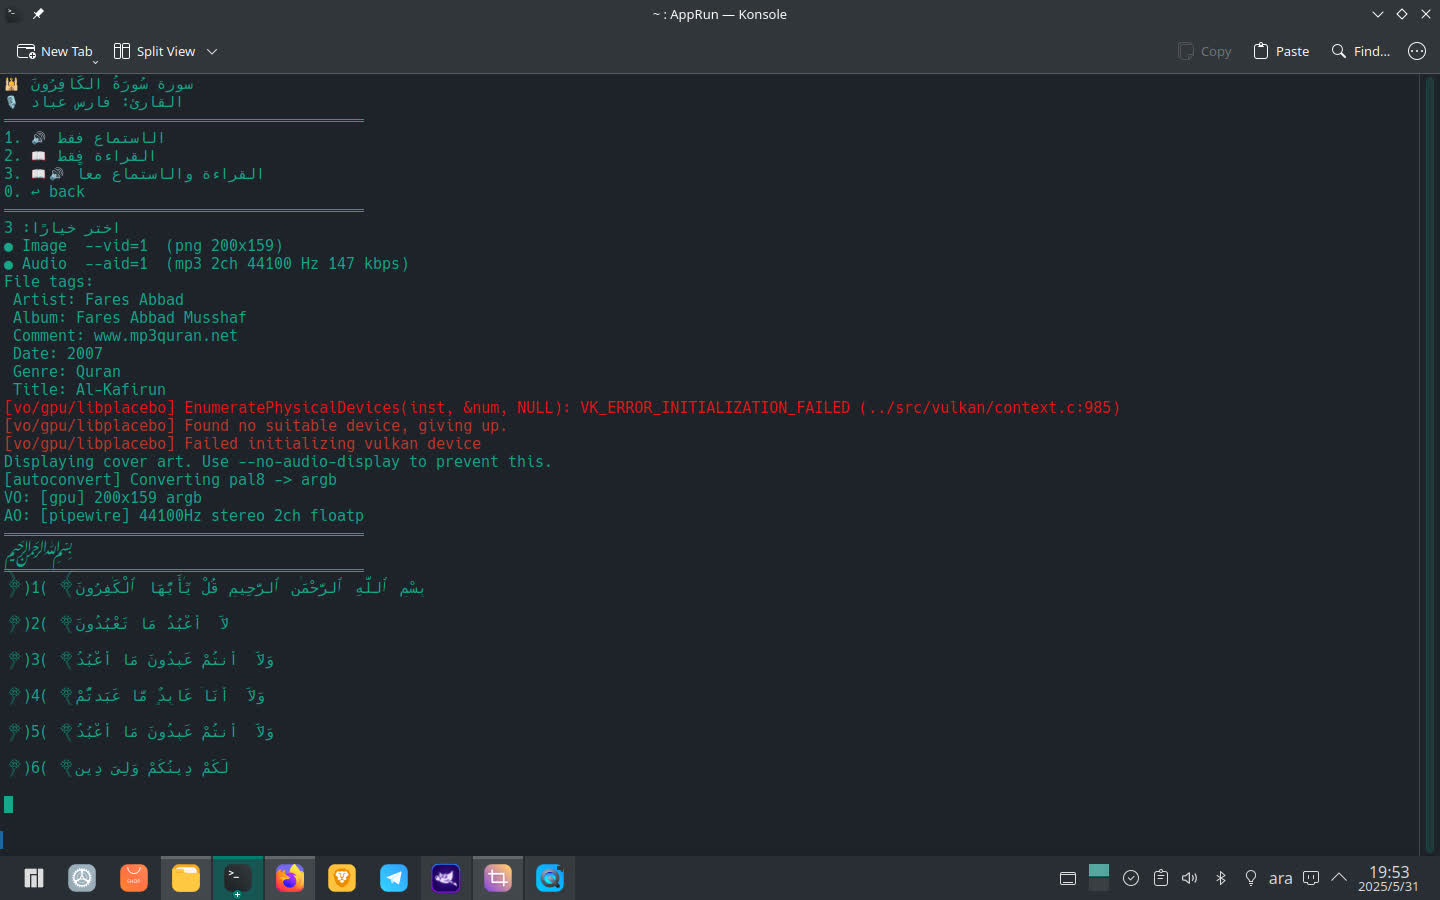 ~ : AppRun — Konsole
New Tab
Split View
Copy
Paste
Find...
سورة سُورَةُ الكَافِرُونَ
القارئ: فارس عباد
1. 🔊 الاستماع فقط
2. 📖 القراءة فقط
3. 📖🔊 القراءة والاستماع معاً
0. ↩ back
اختر خيارًا: 3
● Image --vid=1 (png 200x159)
● Audio --aid=1 (mp3 2ch 44100 Hz 147 kbps)
File tags:
Artist: Fares Abbad
Album: Fares Abbad Musshaf
Comment: www.mp3quran.net
Date: 2007
Genre: Quran
Title: Al-Kafirun
[vo/gpu/libplacebo] EnumeratePhysicalDevices(inst, &num, NULL): VK_ERROR_INITIALIZATION_FAILED (../src/vulkan/context.c:985)
[vo/gpu/libplacebo] Found no suitable device, giving up.
[vo/gpu/libplacebo] Failed initializing vulkan device
Displaying cover art. Use --no-audio-display to prevent this.
[autoconvert] Converting pal8 -> argb
VO: [gpu] 200x159 argb
AO: [pipewire] 44100Hz stereo 2ch floatp
﷽
بِسْمِ ٱللَّهِ ٱلرَّحْمَٰنِ ٱلرَّحِيمِ قُلْ يَٰٓأَيُّهَا ٱلْكَٰفِرُونَ ﴿(1)﴾
لَآ أَعْبُدُ مَا تَعْبُدُونَ ﴿(2)﴾
وَلَآ أَنتُمْ عَٰبِدُونَ مَآ أَعْبُدُ ﴿(3)﴾
وَلَآ أَنَا۠ عَابِدٌۭ مَّا عَبَدتُّمْ ﴿(4)﴾
وَلَآ أَنتُمْ عَٰبِدُونَ مَآ أَعْبُدُ ﴿(5)﴾
لَكُمْ دِينُكُمْ وَلِىَ دِينِ ﴿(6)﴾
SHOP
ara
19:53
2025/5/31